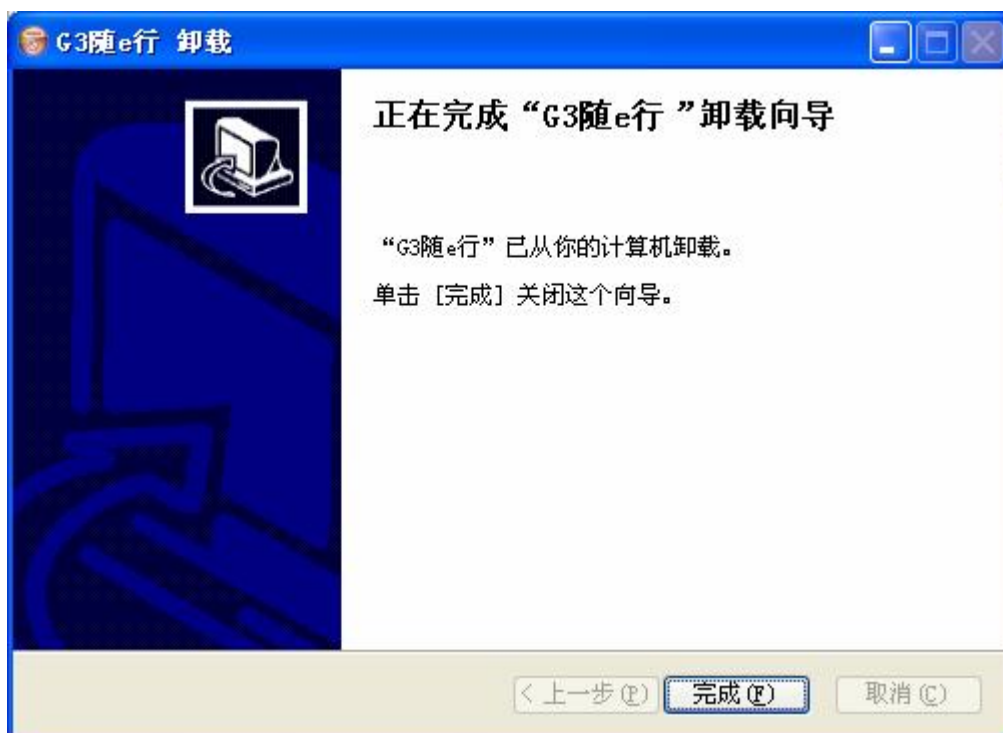 G3随e行 卸载
正在完成“G3随e行 ”卸载向导
“G3随e行”已从你的计算机卸载。
单击 [完成] 关闭这个向导。
< 上一步(P)
完成(F)
取消(C)